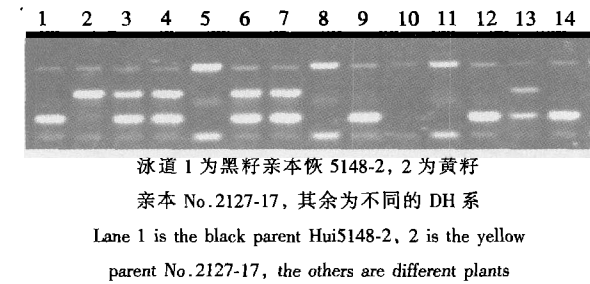 1 2 3 4 5 6 7 8 9 10 11 12 13 14
泳道 1 为黑籽亲本恢 5148-2, 2 为黄籽
亲本 No.2127-17, 其余为不同的 DH 系
Lane 1 is the black parent Hui5148-2, 2 is the yellow
parent No.2127-17, the others are different plants